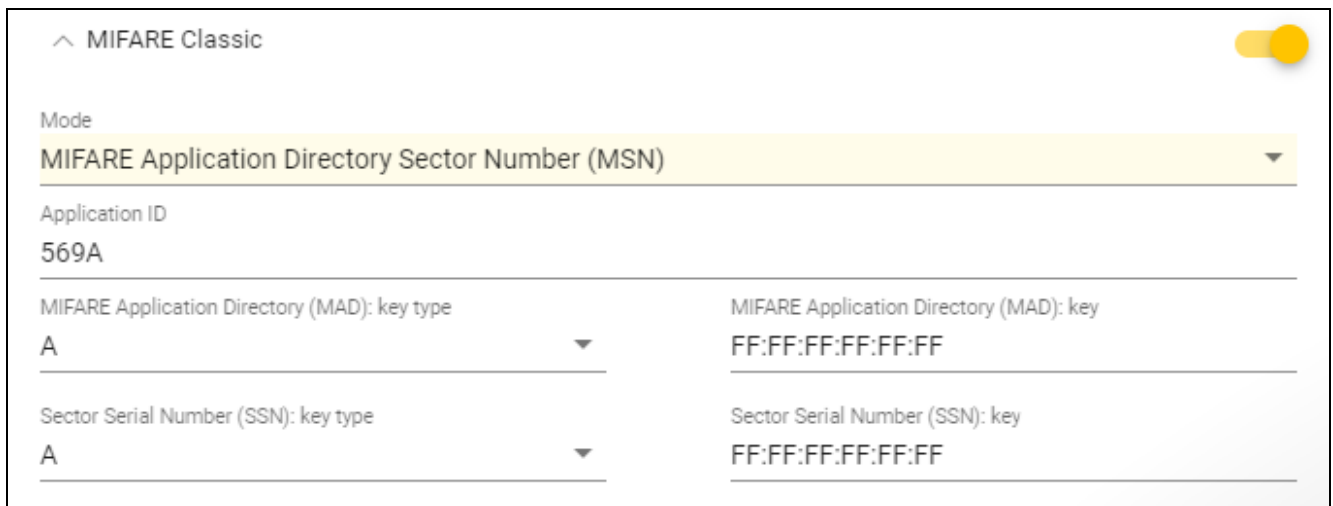 MIFARE Classic
Mode
MIFARE Application Directory Sector Number (MSN)
Application ID
569A
MIFARE Application Directory (MAD): key type
MIFARE Application Directory (MAD): key
A
FF:FF:FF:FF:FF:FF
Sector Serial Number (SSN): key type
Sector Serial Number (SSN): key
A
FF:FF:FF:FF:FF:FF